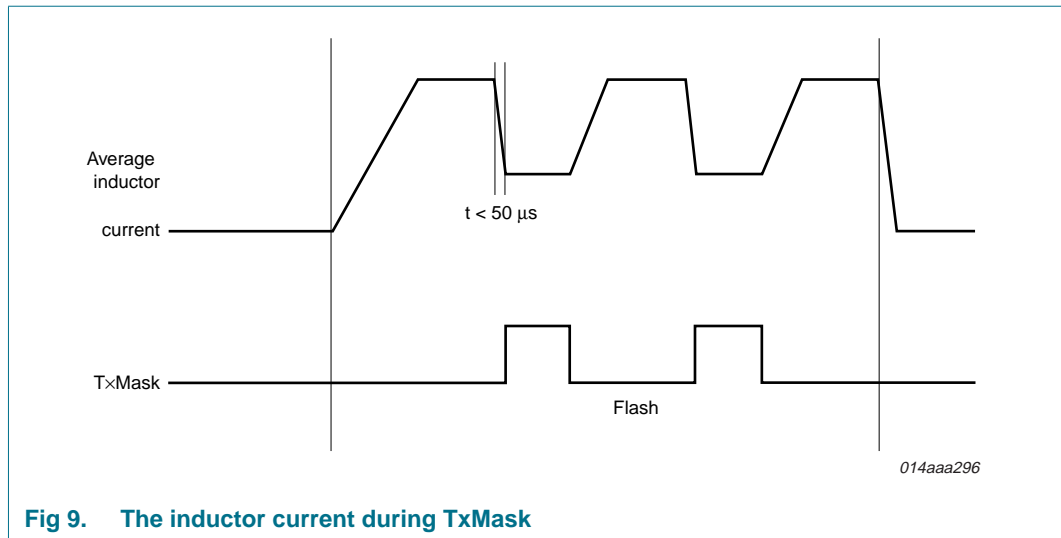 Average
inductor
current
t < 50 μs
T×Mask
Flash
014aaa296
Fig 9. The inductor current during TxMask